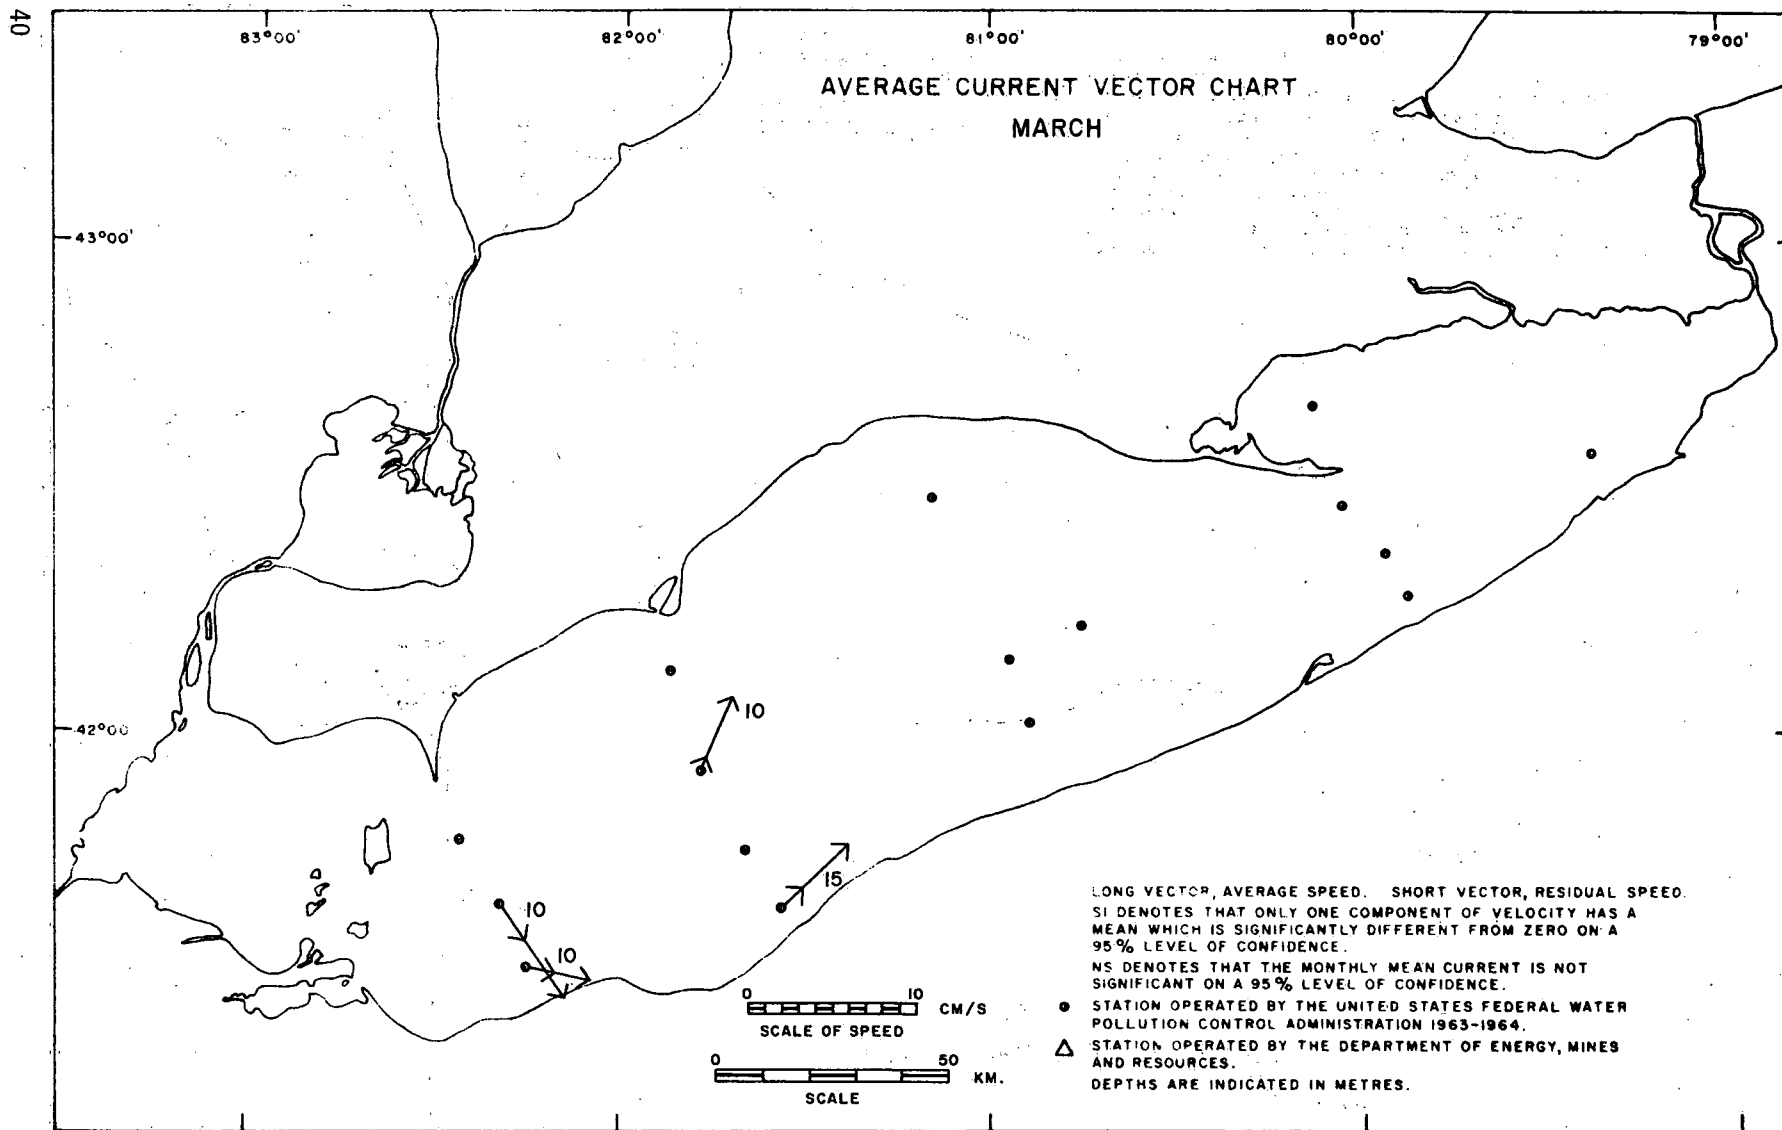 40
83°00' 82°00' 81°00' 80°00' 79°00'
AVERAGE CURRENT VECTOR CHART
MARCH
43°00'
42°00
10
15
10
10
LONG VECTOR, AVERAGE SPEED. SHORT VECTOR, RESIDUAL SPEED.
SI DENOTES THAT ONLY ONE COMPONENT OF VELOCITY HAS A
MEAN WHICH IS SIGNIFICANTLY DIFFERENT FROM ZERO ON A
95% LEVEL OF CONFIDENCE.
NS DENOTES THAT THE MONTHLY MEAN CURRENT IS NOT
SIGNIFICANT ON A 95% LEVEL OF CONFIDENCE.
STATION OPERATED BY THE UNITED STATES FEDERAL WATER
POLLUTION CONTROL ADMINISTRATION 1963-1964.
STATION OPERATED BY THE DEPARTMENT OF ENERGY, MINES
AND RESOURCES.
DEPTHS ARE INDICATED IN METRES.
0 10 CM/S
SCALE OF SPEED
0 50 KM.
SCALE